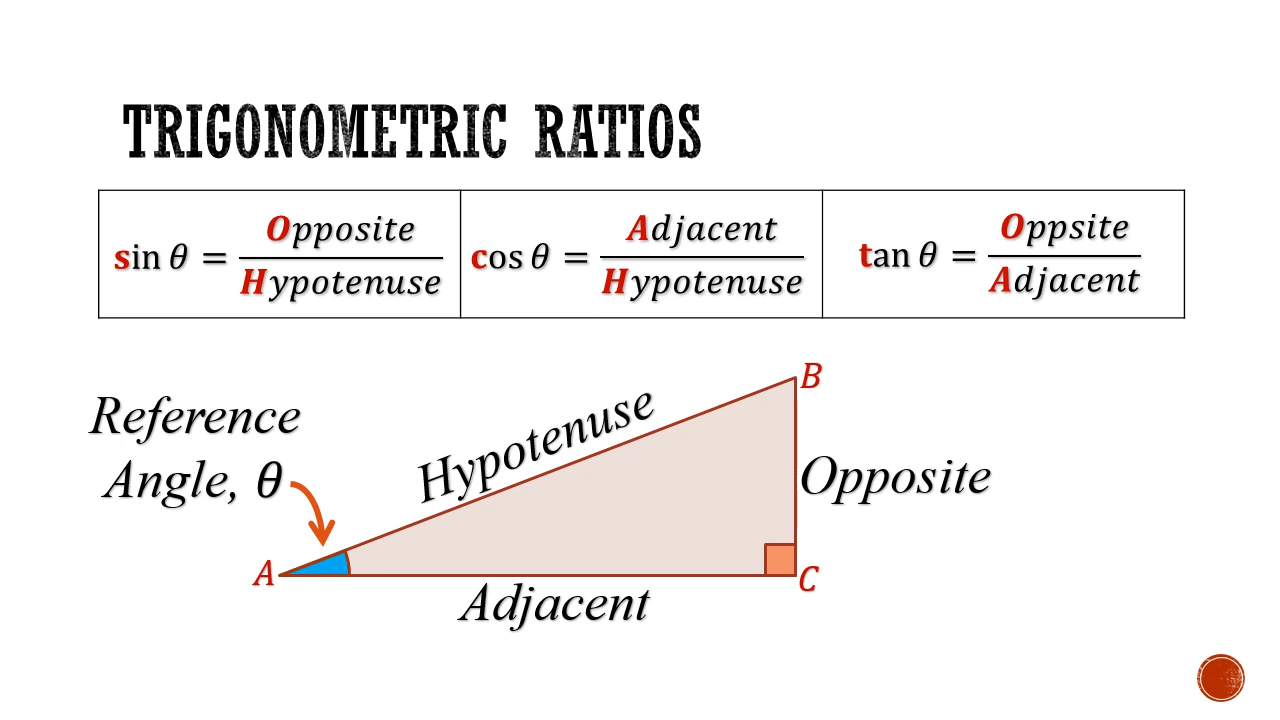 TRIGONOMETRIC RATIOS
sin θ = Opposite / Hypotenuse
cos θ = Adjacent / Hypotenuse
tan θ = Oppsite / Adjacent
Reference
Angle, θ
Hypotenuse
B
Opposite
A
C
Adjacent